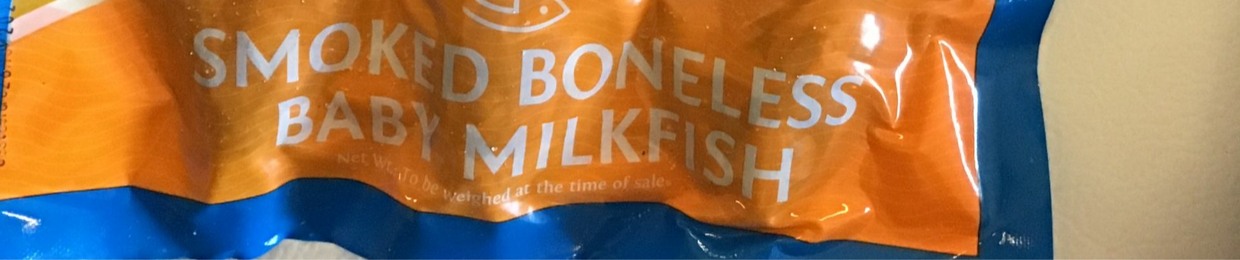 SMOKED BONELESS
BABY MILKFISH
Net Wt. To be weighed at the time of sale.